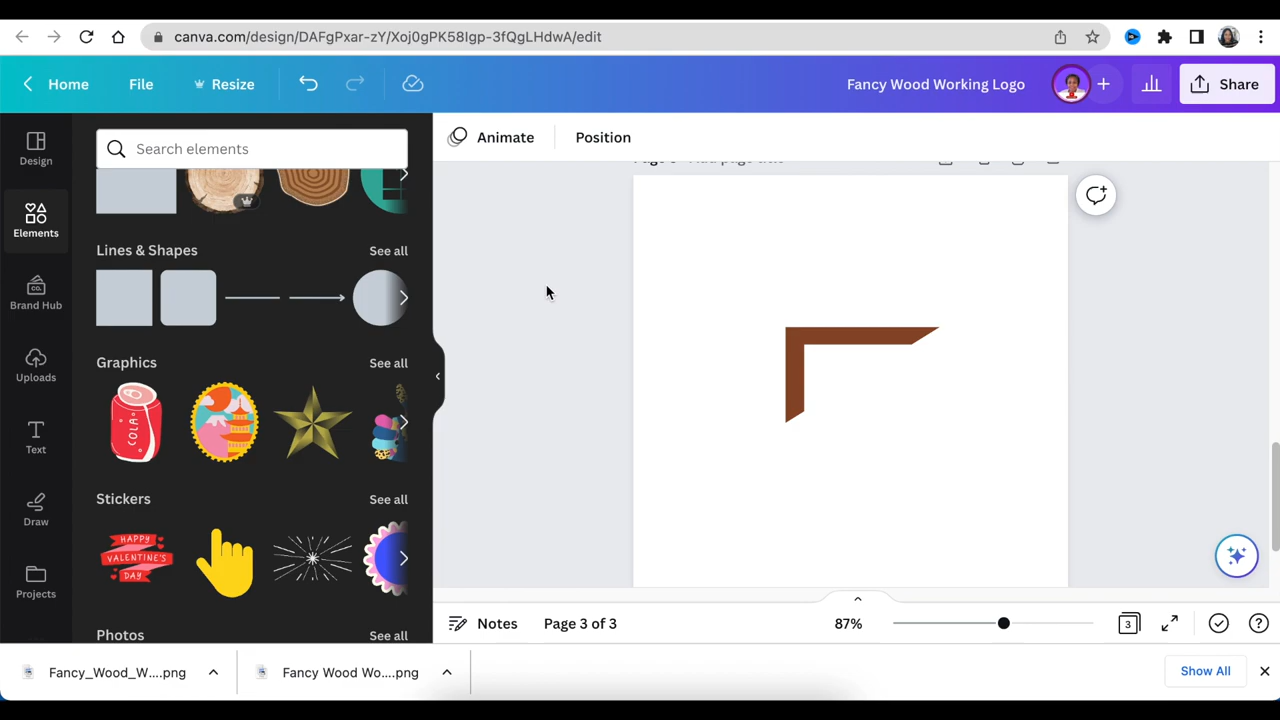 canva.com/design/DAFgPxar-zY/Xoj0gPK58Igp-3fQgLHdwA/edit
Home
File
Resize
Fancy Wood Working Logo
+
Share
Design
Elements
Brand Hub
Uploads
Text
Draw
Projects
Search elements
Lines & Shapes
See all
Graphics
See all
COLA
Stickers
See all
HAPPY
VALENTINE'S
DAY
Photos
See all
Animate
Position
Notes
Page 3 of 3
87%
3
Fancy_Wood_W....png
Fancy Wood Wo....png
Show All